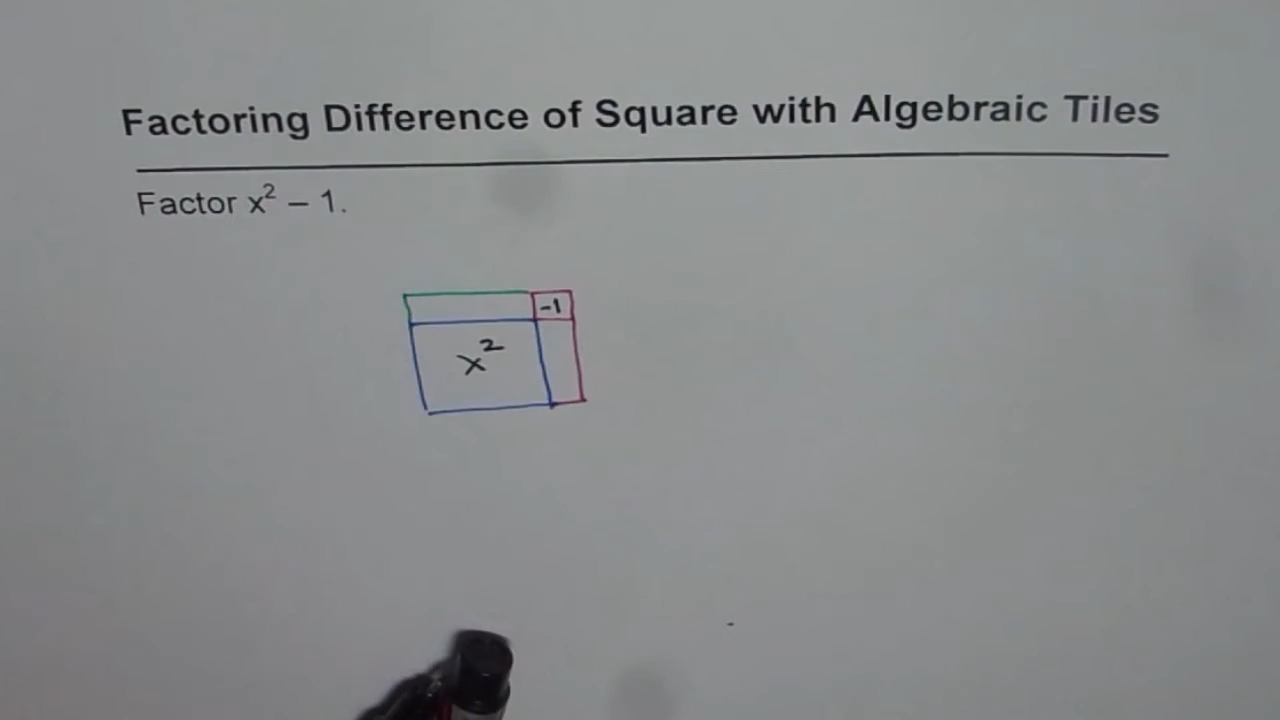 Factoring Difference of Square with Algebraic Tiles
Factor x² – 1.
-1
x²